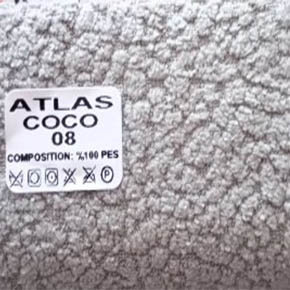 ATLAS
COCO
08
COMPOSITION: %100 PES
P